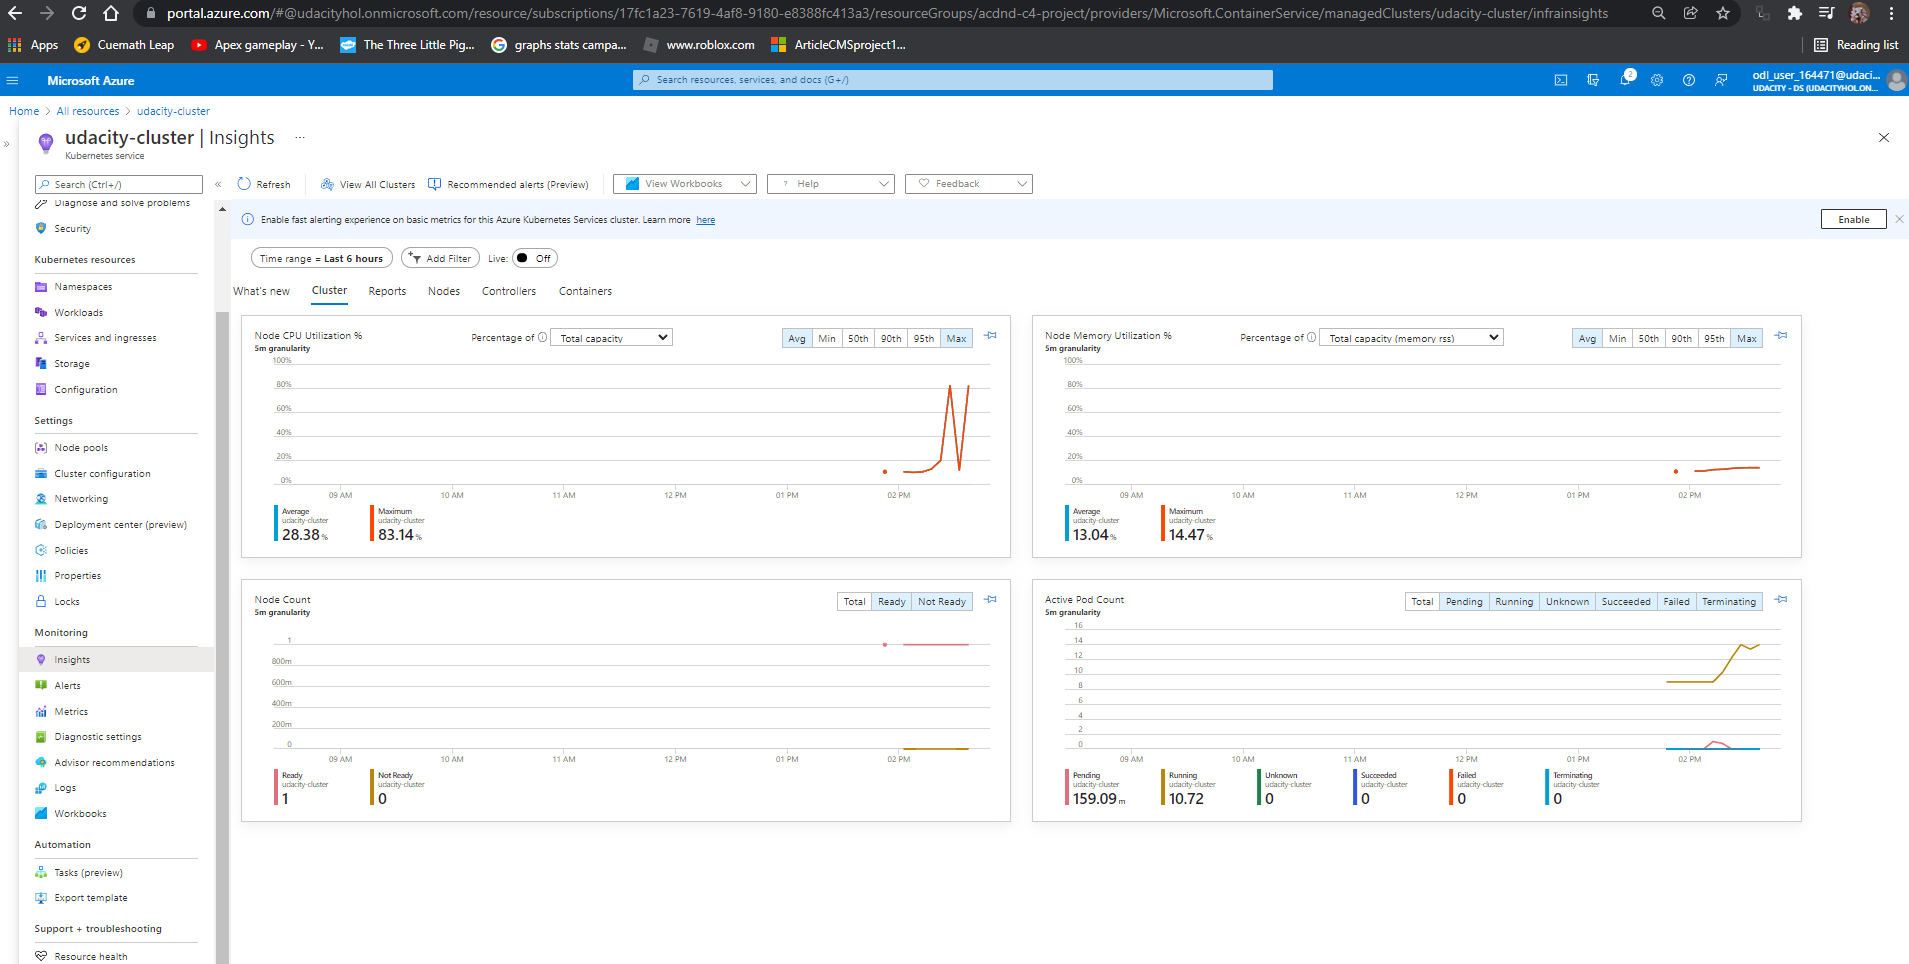 portal.azure.com/#@udacityhol.onmicrosoft.com/resource/subscriptions/17fc1a23-7619-4af8-9180-e8388fc413a3/resourceGroups/acdnd-c4-project/providers/Microsoft.ContainerService/managedClusters/udacity-cluster/infrainsights
Apps Cuemath Leap Apex gameplay - Y... The Three Little Pig... graphs stats campa... www.roblox.com ArticleCMSproject1... Reading list
Microsoft Azure Search resources, services, and docs (G+/) 2 odl_user_164471@udaci...
UDACITY - DS (UDACITYHOL.ON...
Home > All resources > udacity-cluster
udacity-cluster | Insights ...
Kubernetes service
Search (Ctrl+/) « Refresh View All Clusters Recommended alerts (Preview) View Workbooks ? Help Feedback
Diagnose and solve problems
Security
Kubernetes resources
Namespaces
Workloads
Services and ingresses
Storage
Configuration
Settings
Node pools
Cluster configuration
Networking
Deployment center (preview)
Policies
Properties
Locks
Monitoring
Insights
Alerts
Metrics
Diagnostic settings
Advisor recommendations
Logs
Workbooks
Automation
Tasks (preview)
Export template
Support + troubleshooting
Resource health
Enable fast alerting experience on basic metrics for this Azure Kubernetes Services cluster. Learn more here Enable
Time range = Last 6 hours Add Filter Live: Off
What's new Cluster Reports Nodes Controllers Containers
Node CPU Utilization % Percentage of Total capacity Avg Min 50th 90th 95th Max
5m granularity
100%
80%
60%
40%
20%
0%
09 AM 10 AM 11 AM 12 PM 01 PM 02 PM
Average Maximum
udacity-cluster udacity-cluster
28.38 % 83.14 %
Node Memory Utilization % Percentage of Total capacity (memory rss) Avg Min 50th 90th 95th Max
5m granularity
100%
80%
60%
40%
20%
0%
09 AM 10 AM 11 AM 12 PM 01 PM 02 PM
Average Maximum
udacity-cluster udacity-cluster
13.04 % 14.47 %
Node Count Total Ready Not Ready
5m granularity
1
800m
600m
400m
200m
0
09 AM 10 AM 11 AM 12 PM 01 PM 02 PM
Ready Not Ready
udacity-cluster udacity-cluster
1 0
Active Pod Count Total Pending Running Unknown Succeeded Failed Terminating
5m granularity
16
14
12
10
8
6
4
2
0
09 AM 10 AM 11 AM 12 PM 01 PM 02 PM
Pending Running Unknown Succeeded Failed Terminating
udacity-cluster udacity-cluster udacity-cluster udacity-cluster udacity-cluster udacity-cluster
159.09 m 10.72 0 0 0 0